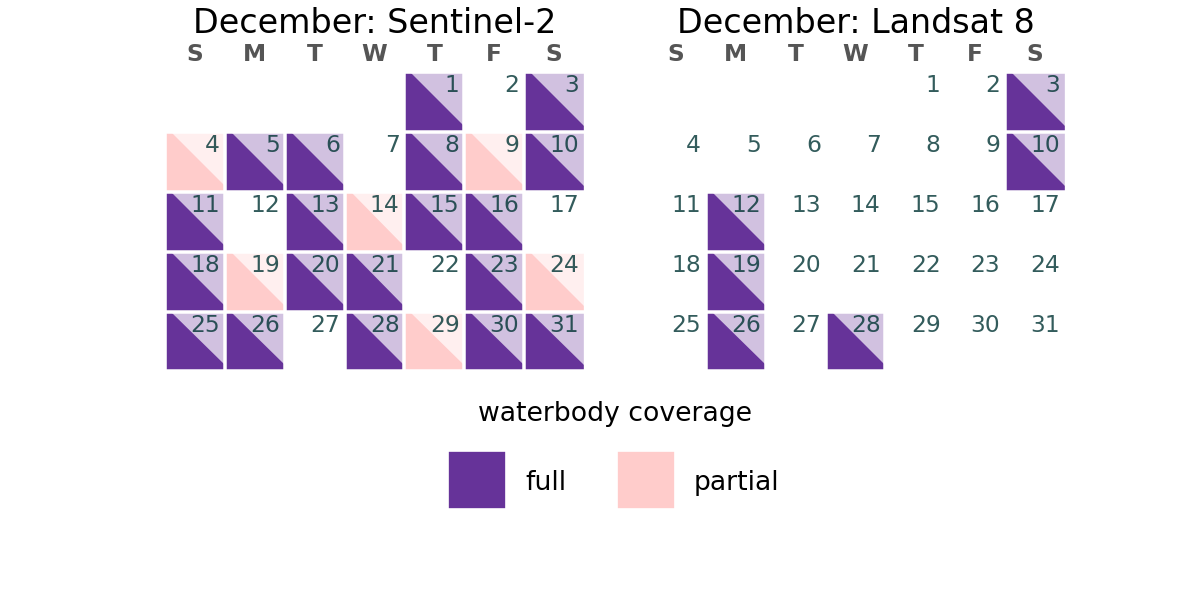 December: Sentinel-2
S M T W T F S
1 2 3
4 5 6 7 8 9 10
11 12 13 14 15 16 17
18 19 20 21 22 23 24
25 26 27 28 29 30 31
December: Landsat 8
S M T W T F S
1 2 3
4 5 6 7 8 9 10
11 12 13 14 15 16 17
18 19 20 21 22 23 24
25 26 27 28 29 30 31
waterbody coverage
full partial